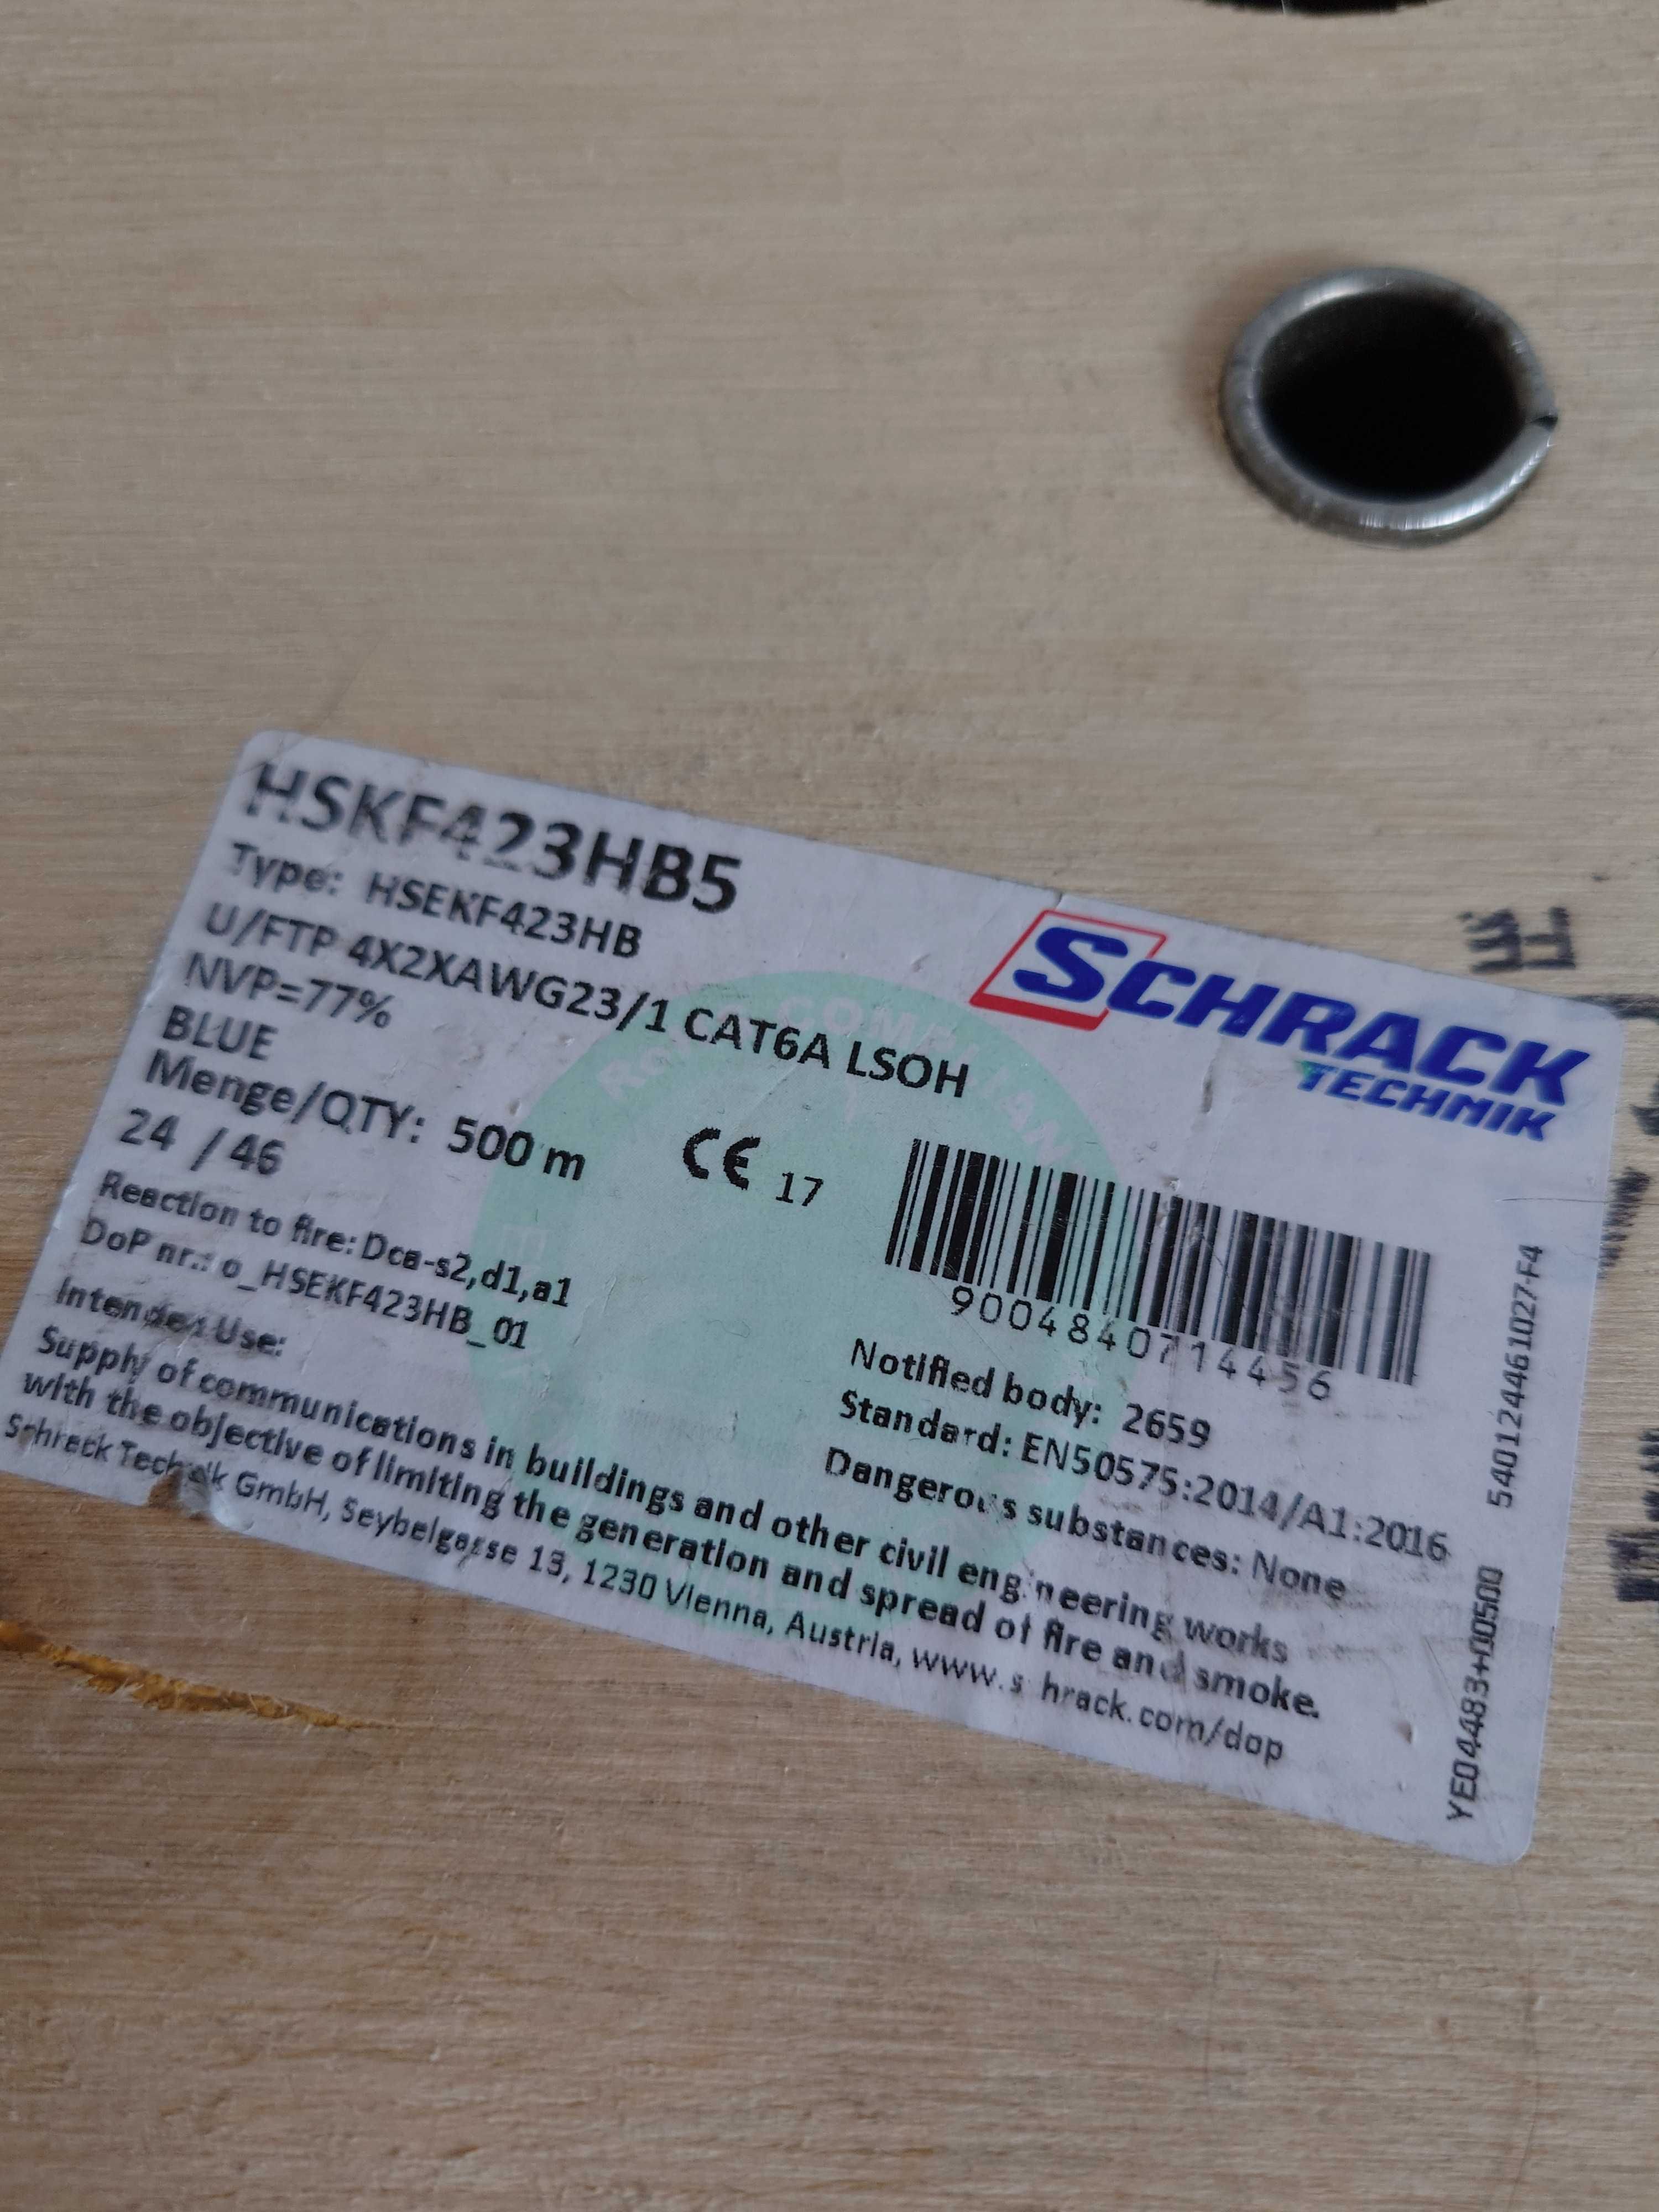 HSKF423HB5
Type: HSEKF423HB
U/FTP 4X2XAWG23/1 CAT6A LSOH
NVP=77%
BLUE
Menge/QTY: 500 m
24 / 46
Reaction to fire: Dca-s2,d1,a1
DoP nr.: 0_HSEKF423HB_01
Intended Use:
Supply of communications in buildings and other civil engineering works
with the objective of limiting the generation and spread of fire and smoke.
Schrack Technik GmbH, Seybelgasse 13, 1230 Vienna, Austria, www.s hrack.com/dop
SCHRACK
TECHNIK
CE 17
9004840714456
Notified body: 2659
Standard: EN50575:2014/A1:2016
Dangerous substances: None
YE04483+00500 5401244461027-F4